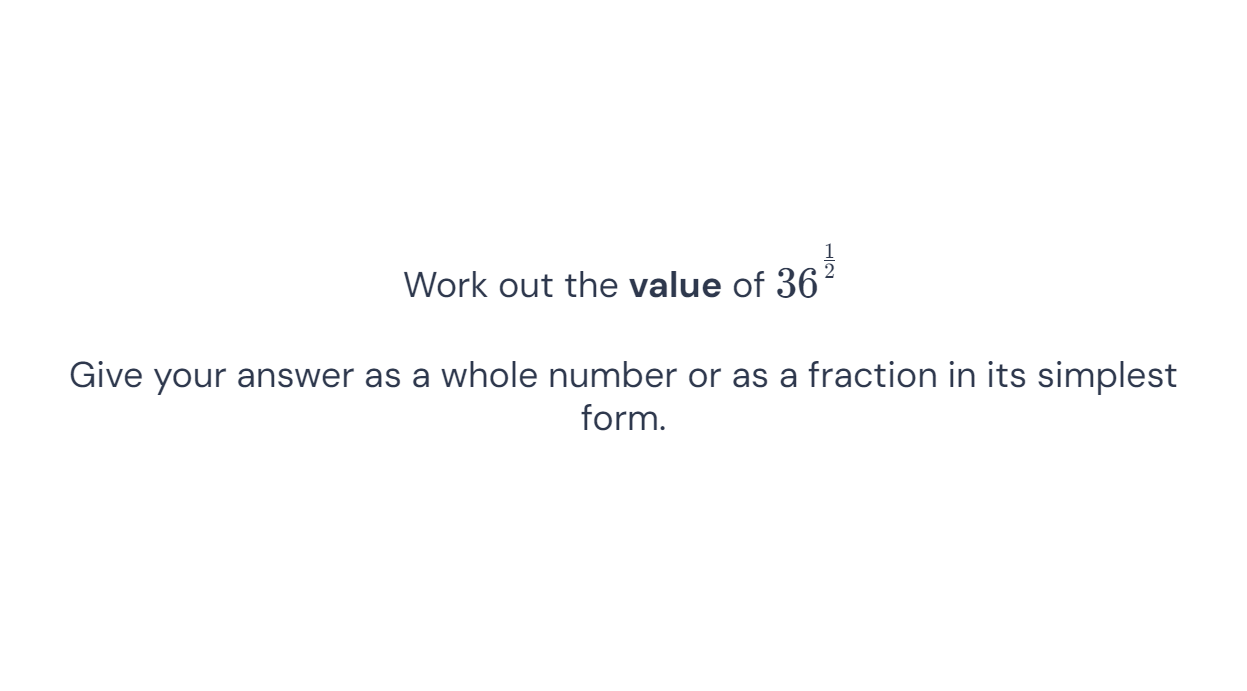 Work out the value of $36^{\frac{1}{2}}$
Give your answer as a whole number or as a fraction in its simplest
form.